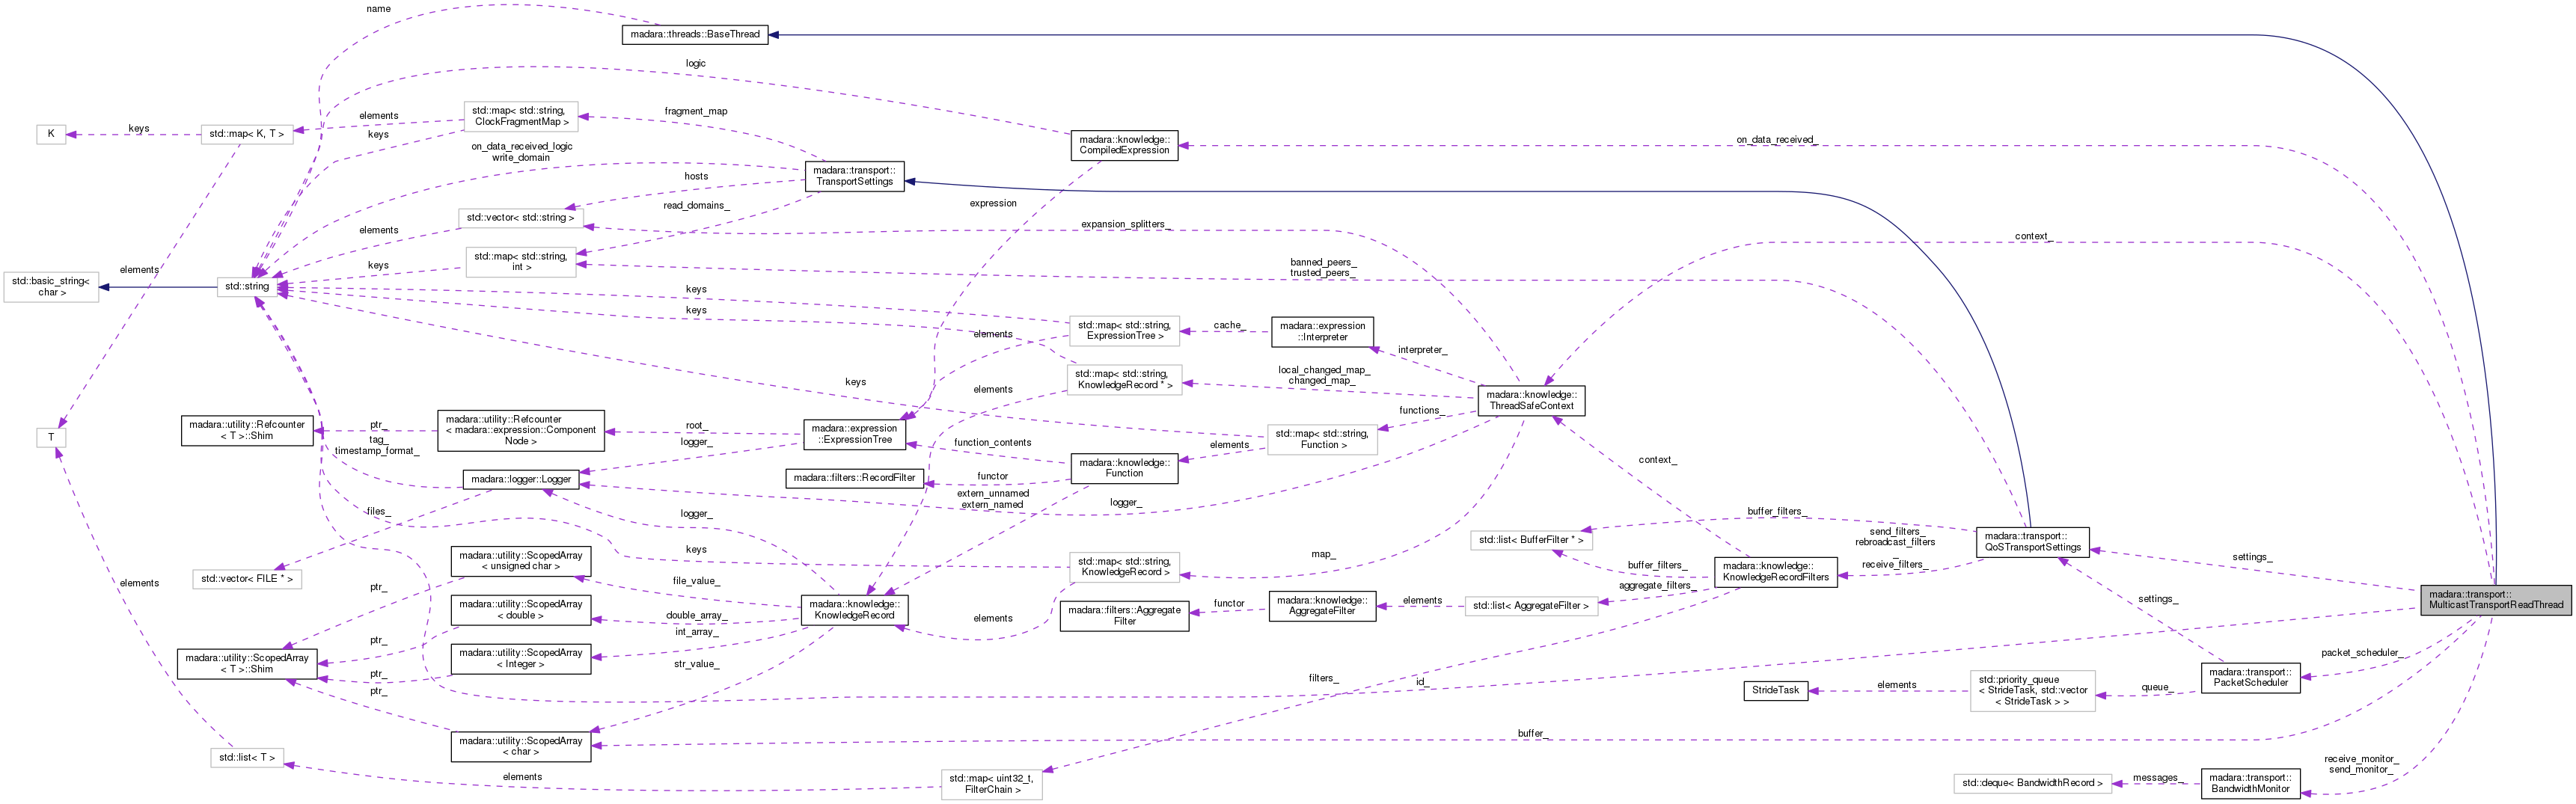 name
madara::threads::BaseThread
logic
std::map< std::string,
ClockFragmentMap >
fragment_map
elements
keys
K
keys
std::map< K, T >
madara::knowledge::
CompiledExpression
on_data_received_
on_data_received_logic
write_domain
madara::transport::
TransportSettings
hosts
read_domains_
expression
std::vector< std::string >
elements
expansion_splitters_
context_
std::map< std::string,
int >
keys
banned_peers_
trusted_peers_
elements
std::basic_string<
char >
std::string
keys
keys
std::map< std::string,
ExpressionTree >
cache_
madara::expression
::Interpreter
elements
interpreter_
std::map< std::string,
KnowledgeRecord * >
local_changed_map_
changed_map_
keys
elements
madara::knowledge::
ThreadSafeContext
functions_
madara::utility::Refcounter
< T >::Shim
ptr_
madara::utility::Refcounter
< madara::expression::Component
Node >
root_
logger_
madara::expression
::ExpressionTree
function_contents
std::map< std::string,
Function >
elements
T
tag_
timestamp_format_
madara::logger::Logger
madara::filters::RecordFilter
functor
madara::knowledge::
Function
context_
extern_unnamed
extern_named
logger_
files_
logger_
buffer_filters_
std::list< BufferFilter * >
send_filters_
rebroadcast_filters
_
receive_filters_
madara::transport::
QoSTransportSettings
keys
madara::utility::ScopedArray
< unsigned char >
std::map< std::string,
KnowledgeRecord >
map_
settings_
std::vector< FILE * >
elements
ptr_
file_value_
buffer_filters_
madara::knowledge::
KnowledgeRecordFilters
aggregate_filters_
madara::utility::ScopedArray
< double >
double_array_
int_array_
madara::knowledge::
KnowledgeRecord
elements
madara::filters::Aggregate
Filter
functor
madara::knowledge::
AggregateFilter
elements
std::list< AggregateFilter >
settings_
madara::transport::
MulticastTransportReadThread
madara::utility::ScopedArray
< T >::Shim
ptr_
ptr_
ptr_
madara::utility::ScopedArray
< Integer >
str_value_
filters_
id_
packet_scheduler_
madara::transport::
PacketScheduler
queue_
std::priority_queue
< StrideTask, std::vector
< StrideTask > >
elements
StrideTask
madara::utility::ScopedArray
< char >
buffer_
std::list< T >
elements
std::map< uint32_t,
FilterChain >
receive_monitor_
send_monitor_
std::deque< BandwidthRecord >
messages_
madara::transport::
BandwidthMonitor